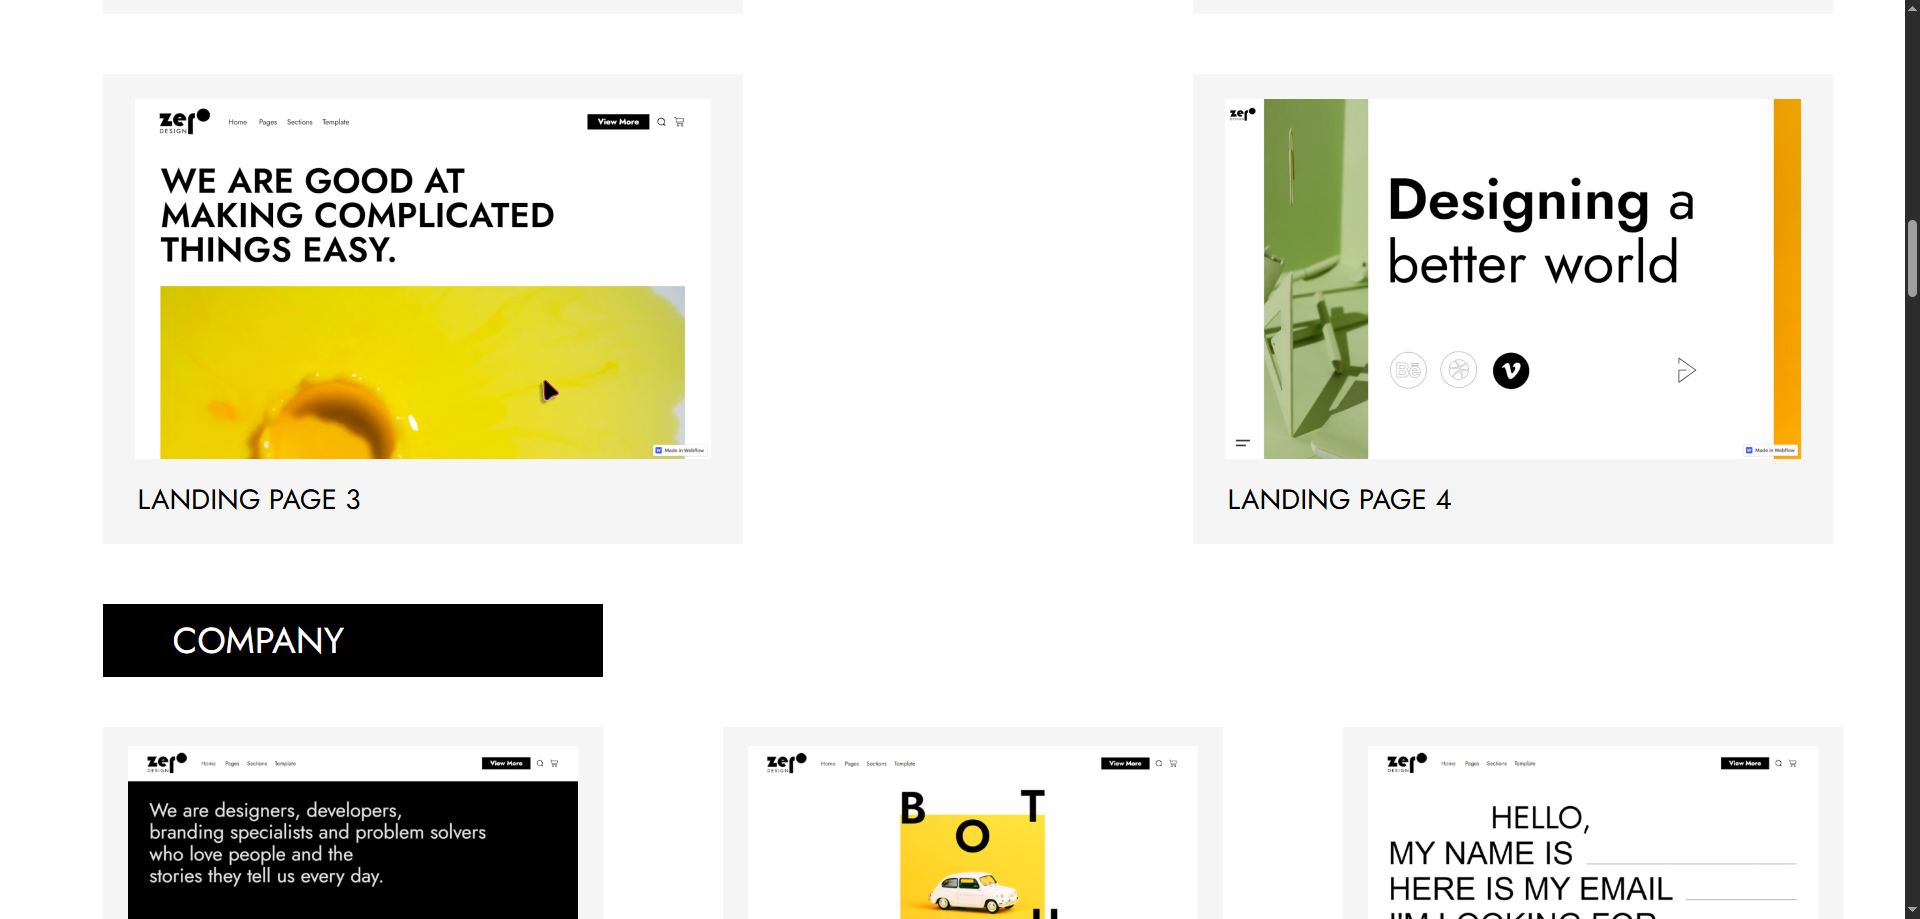 zero
DESIGN
Home Pages Sections Template
View More
WE ARE GOOD AT
MAKING COMPLICATED
THINGS EASY.
Made in Webflow
LANDING PAGE 3
zero
Designing a
better world
Bē
Made in Webflow
LANDING PAGE 4
COMPANY
zero
DESIGN
Home Pages Sections Template
View More
We are designers, developers,
branding specialists and problem solvers
who love people and the
stories they tell us every day.
zero
DESIGN
Home Pages Sections Template
View More
B T
O
zero
DESIGN
Home Pages Sections Template
View More
HELLO,
MY NAME IS
HERE IS MY EMAIL
I'M LOOKING FOR